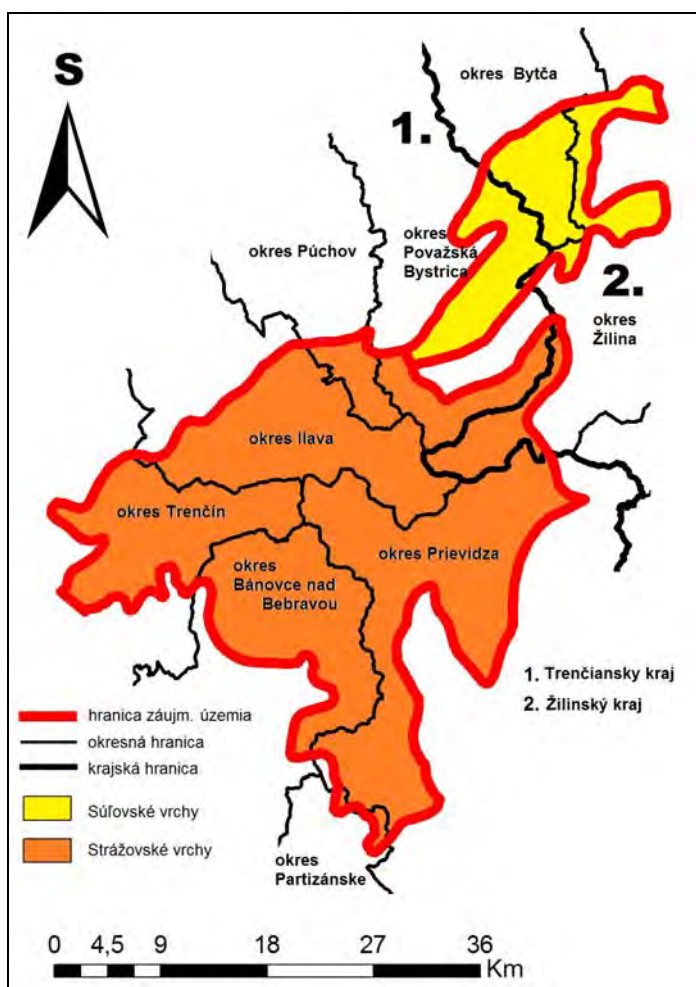 S
okres Bytča
1.
okres Púchov
okres
Považská
Bystrica
2.
okres
Žilina
okres Ilava
okres Trenčín
okres Prievidza
okres
Bánovce nad
Bebravou
1. Trenčiansky kraj
2. Žilinský kraj
hranica záujm. územia
okresná hranica
krajská hranica
Súľovské vrchy
Strážovské vrchy
okres
Partizánske
0 4,5 9 18 27 36
Km